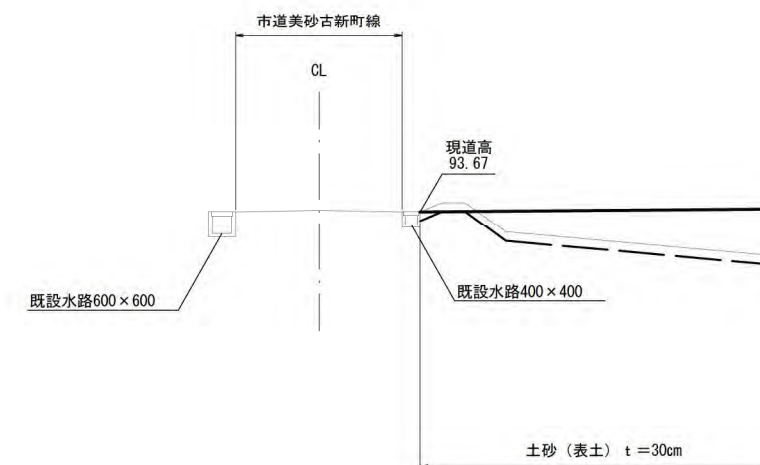 市道美砂古新町線
CL
現道高
93.67
既設水路600×600
既設水路400×400
土砂（表土） t =30cm